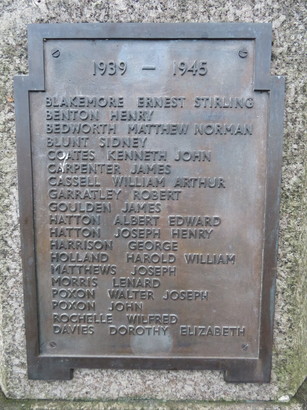 1939 — 1945
BLAKEMORE ERNEST STIRLING
BENTON HENRY
BEDWORTH MATTHEW NORMAN
BLUNT SIDNEY
COATES KENNETH JOHN
CARPENTER JAMES
CASSELL WILLIAM ARTHUR
GARRATLEY ROBERT
GOULDEN JAMES
HATTON ALBERT EDWARD
HATTON JOSEPH HENRY
HARRISON GEORGE
HOLLAND HAROLD WILLIAM
MATTHEWS JOSEPH
MORRIS LENARD
POXON WALTER JOSEPH
POXON JOHN
ROCHELLE WILFRED
DAVIES DOROTHY ELIZABETH